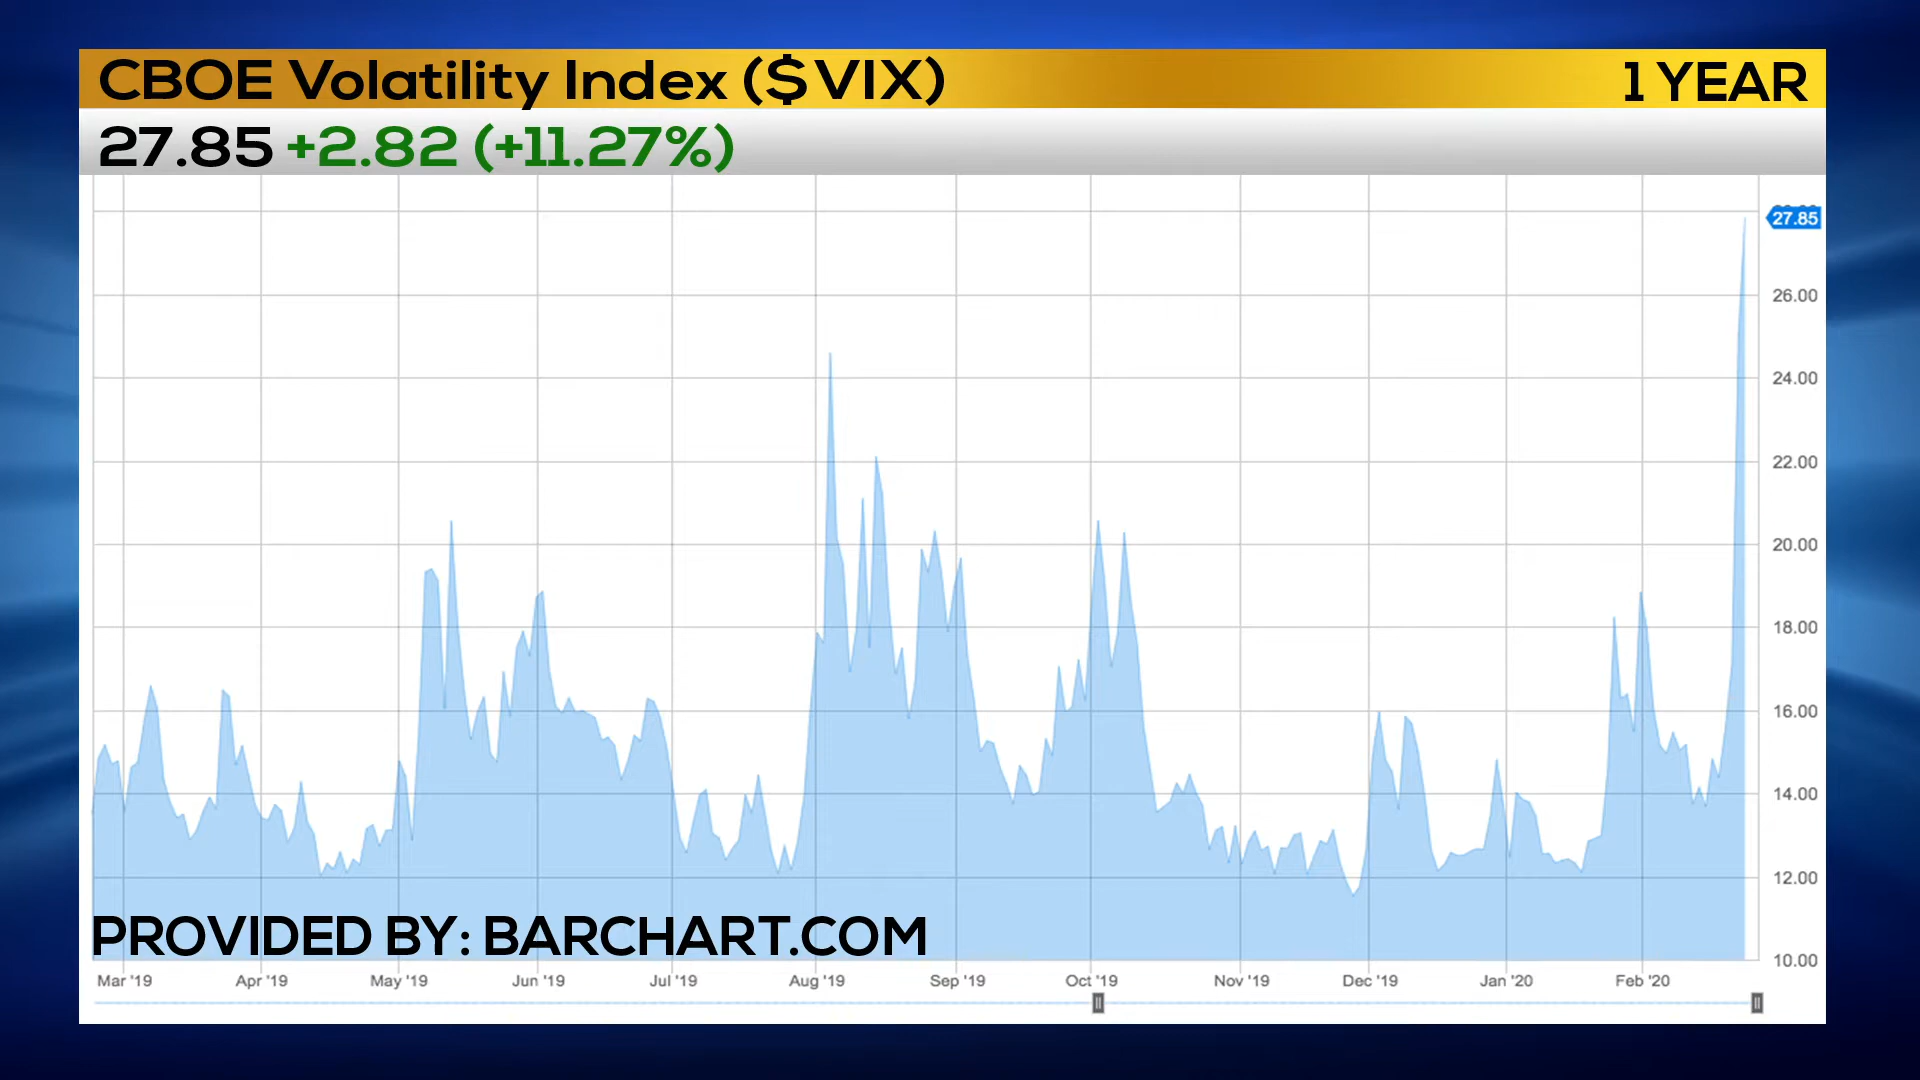 CBOE Volatility Index ($VIX)
1 YEAR
27.85 +2.82 (+11.27%)
27.85
26.00
24.00
22.00
20.00
18.00
16.00
14.00
12.00
10.00
PROVIDED BY: BARCHART.COM
Mar '19 Apr '19 May '19 Jun '19 Jul '19 Aug '19 Sep '19 Oct '19 Nov '19 Dec '19 Jan '20 Feb '20